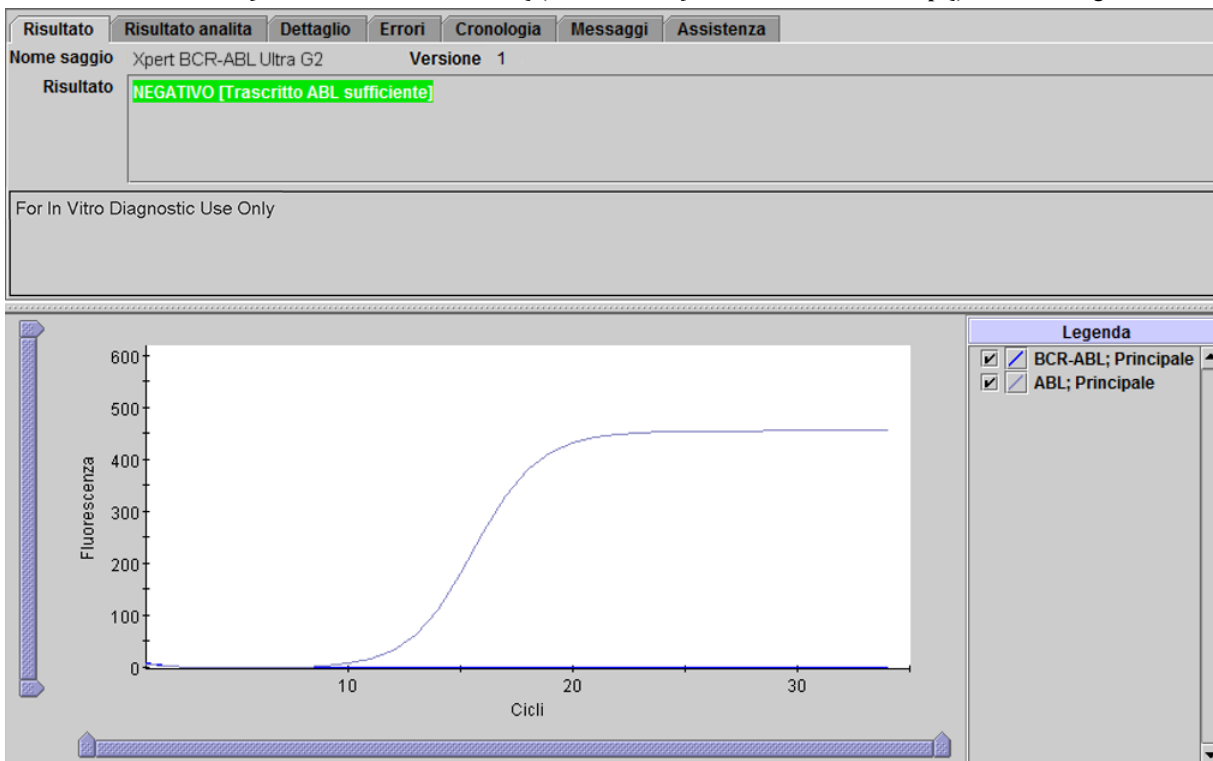 Risultato Risultato analita Dettaglio Errori Cronologia Messaggi Assistenza
Nome saggio Xpert BCR-ABL Ultra G2 Versione 1
Risultato NEGATIVO [Trascritto ABL sufficiente]
For In Vitro Diagnostic Use Only
Legenda
BCR-ABL; Principale
ABL; Principale
600
500
400
300
200
100
0
Fluorescenza
10 20 30
Cicli